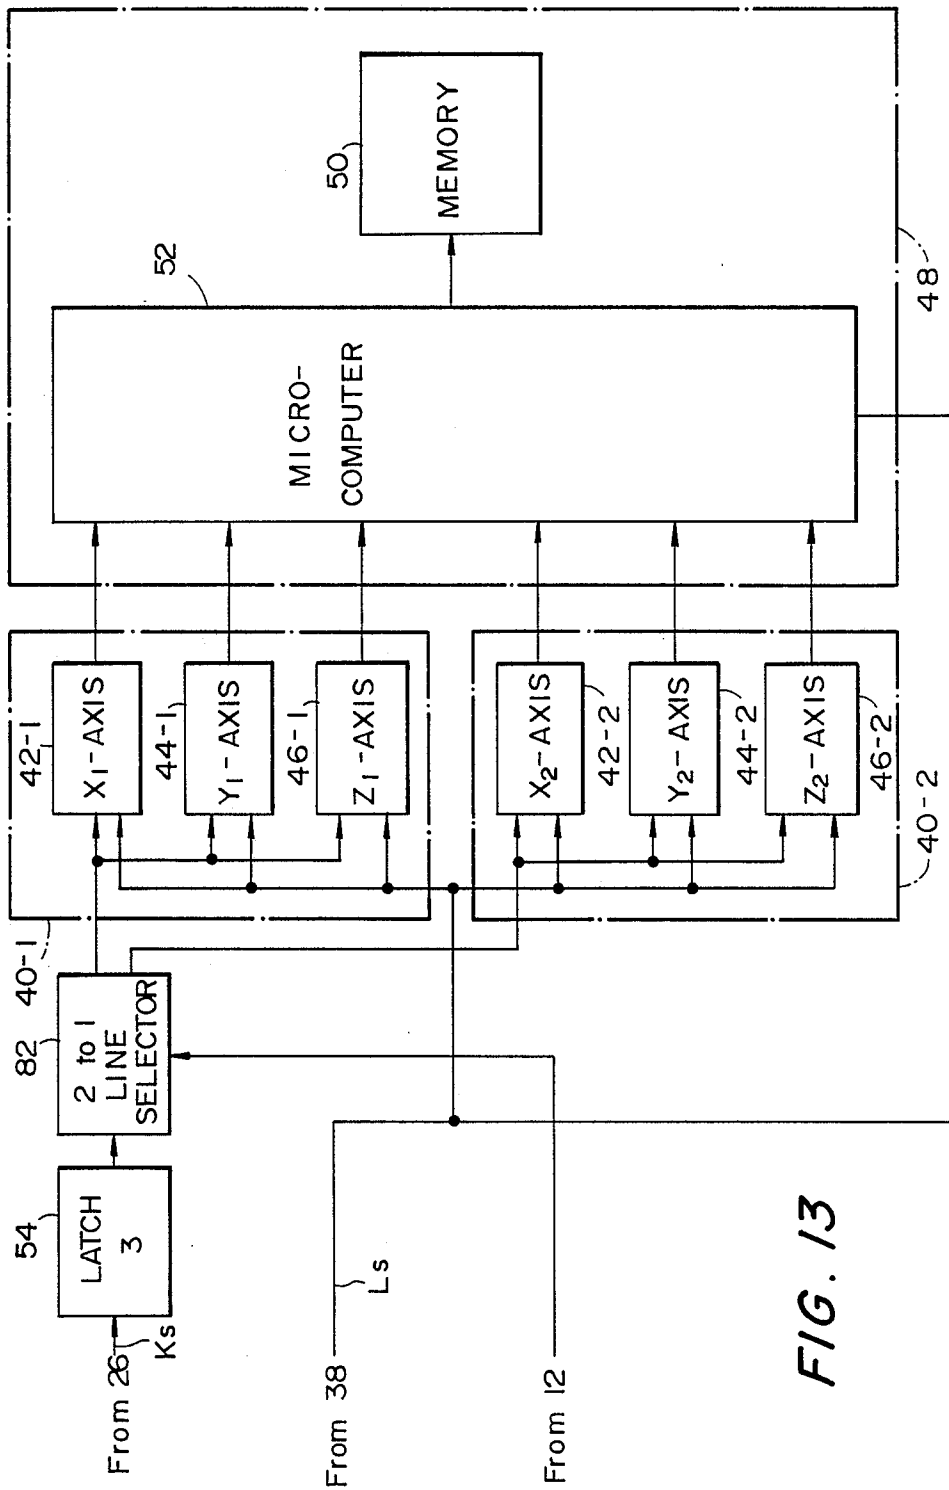 From 26
Ks
54
LATCH
3
82
2 to 1
LINE
SELECTOR
From 38
Ls
From 12
40-1
42-1
X1-AXIS
44-1
Y1-AXIS
46-1
Z1-AXIS
X2-AXIS
42-2
Y2-AXIS
44-2
Z2-AXIS
46-2
40-2
52
MICRO-
COMPUTER
50
MEMORY
48
FIG. 13